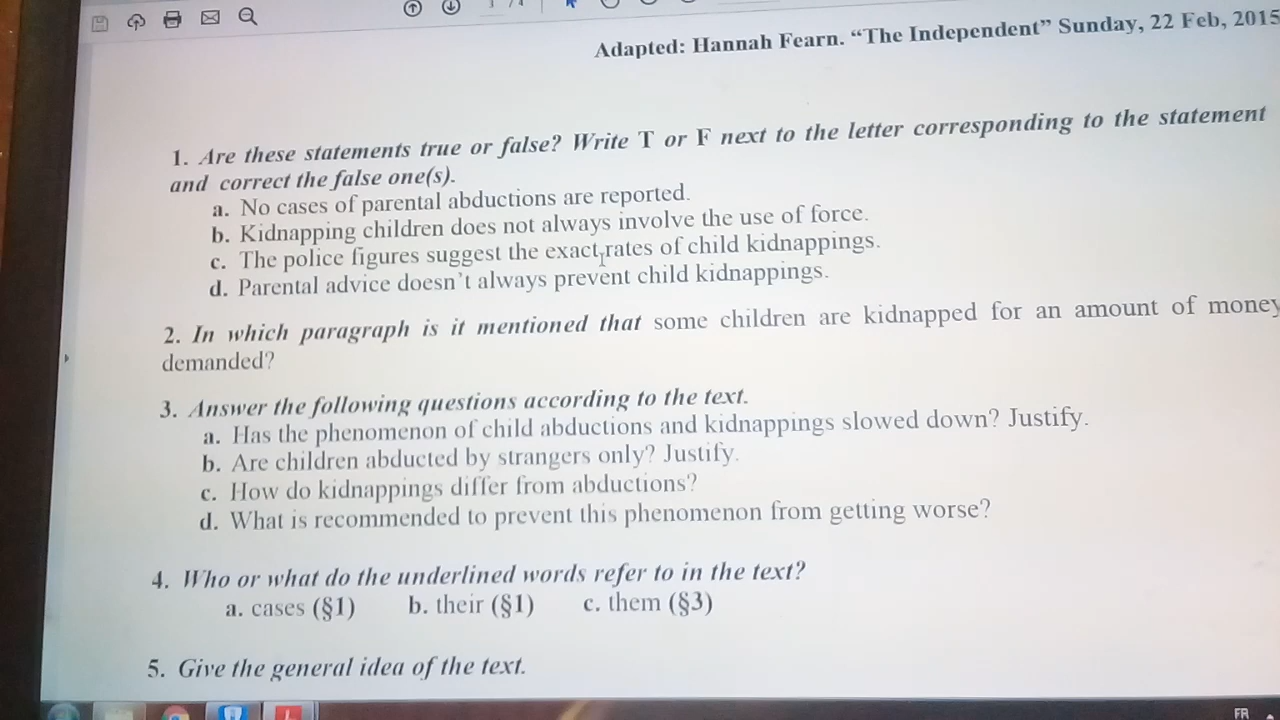 Adapted: Hannah Fearn. “The Independent” Sunday, 22 Feb, 2015
1. Are these statements true or false? Write T or F next to the letter corresponding to the statement
and correct the false one(s).
a. No cases of parental abductions are reported.
b. Kidnapping children does not always involve the use of force.
c. The police figures suggest the exact rates of child kidnappings.
d. Parental advice doesn’t always prevent child kidnappings.
2. In which paragraph is it mentioned that some children are kidnapped for an amount of money
demanded?
3. Answer the following questions according to the text.
a. Has the phenomenon of child abductions and kidnappings slowed down? Justify.
b. Are children abducted by strangers only? Justify.
c. How do kidnappings differ from abductions?
d. What is recommended to prevent this phenomenon from getting worse?
4. Who or what do the underlined words refer to in the text?
a. cases (§1) b. their (§1) c. them (§3)
5. Give the general idea of the text.
FR